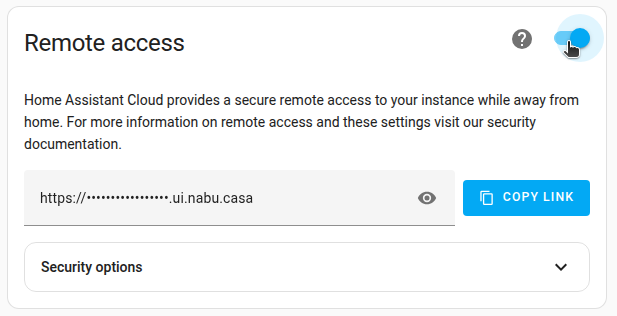 Remote access
Home Assistant Cloud provides a secure remote access to your instance while away from
home. For more information on remote access and these settings visit our security
documentation.
https://•••••••••••••••••.ui.nabu.casa
COPY LINK
Security options